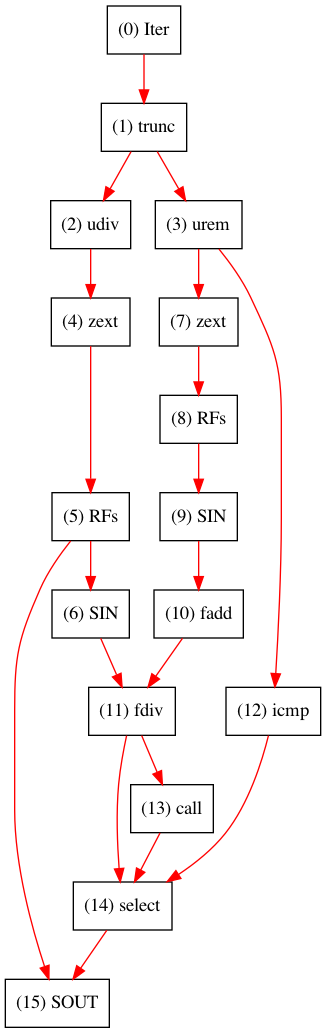 (0) Iter
(1) trunc
(2) udiv
(3) urem
(4) zext
(7) zext
(8) RFs
(5) RFs
(9) SIN
(6) SIN
(10) fadd
(11) fdiv
(12) icmp
(13) call
(14) select
(15) SOUT